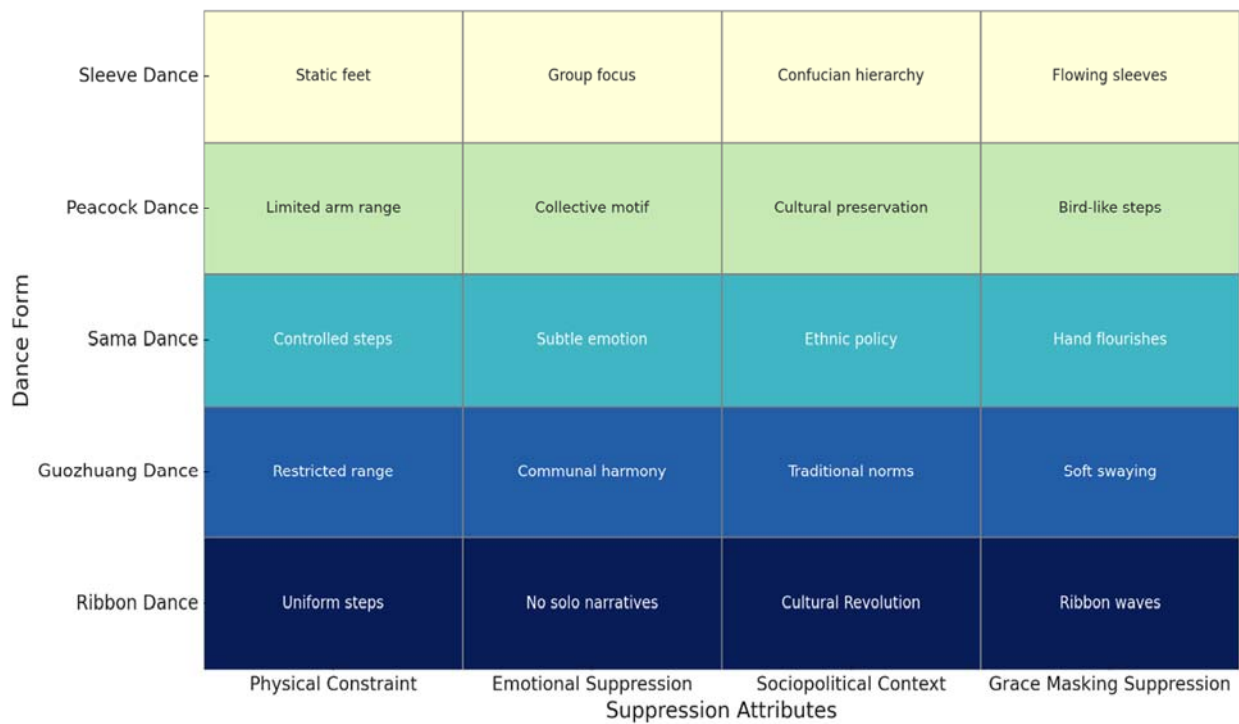 Sleeve Dance Static feet Group focus Confucian hierarchy Flowing sleeves
Peacock Dance Limited arm range Collective motif Cultural preservation Bird-like steps
Dance Form
Sama Dance Controlled steps Subtle emotion Ethnic policy Hand flourishes
Guozhuang Dance Restricted range Communal harmony Traditional norms Soft swaying
Ribbon Dance Uniform steps No solo narratives Cultural Revolution Ribbon waves
Physical Constraint Emotional Suppression Sociopolitical Context Grace Masking Suppression
Suppression Attributes